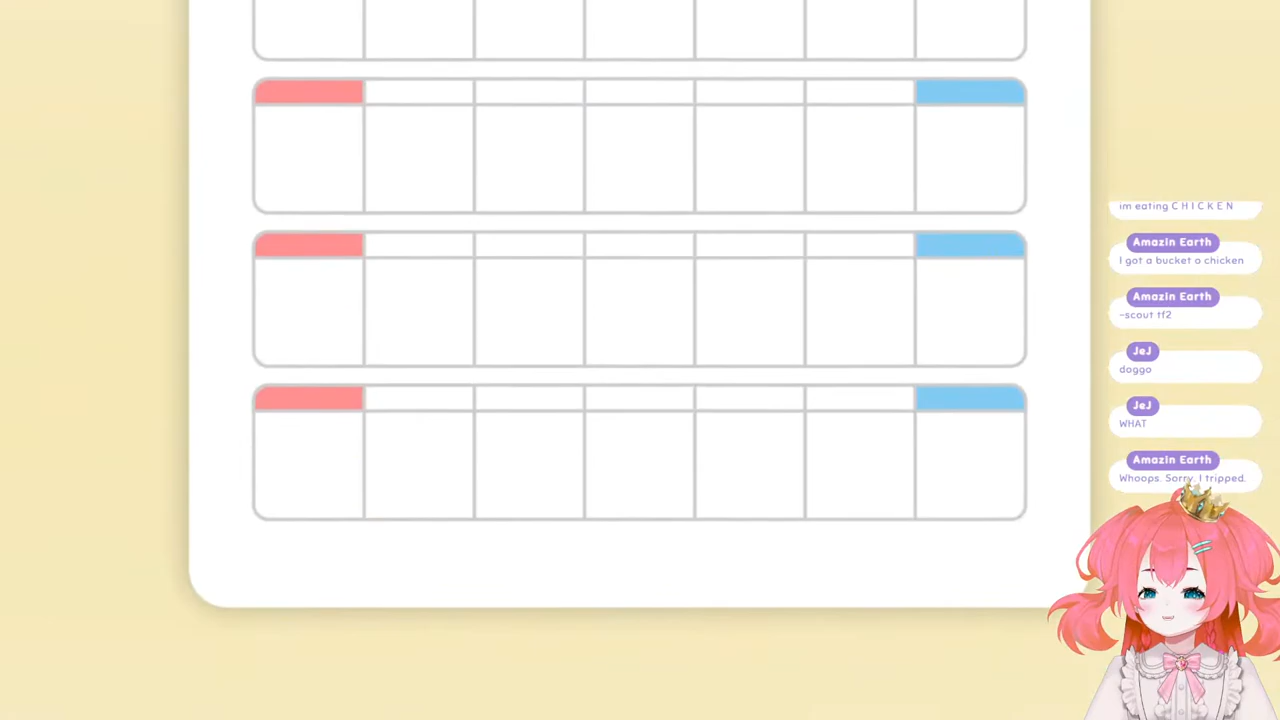 im eating C H I C K E N
Amazin Earth
I got a bucket o chicken
Amazin Earth
-scout tf2
JeJ
doggo
JeJ
WHAT
Amazin Earth
Whoops. Sorry. I tripped.